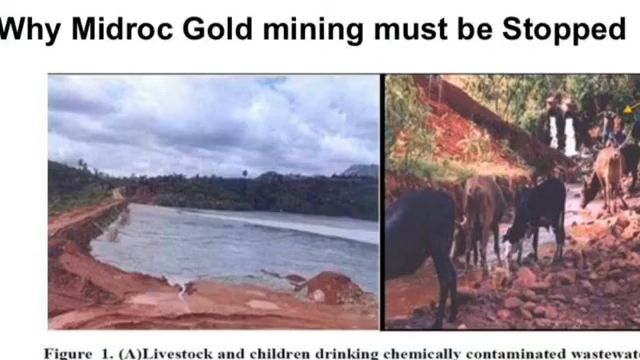 Why Midroc Gold mining must be Stopped
Figure 1. (A)Livestock and children drinking chemically contaminated